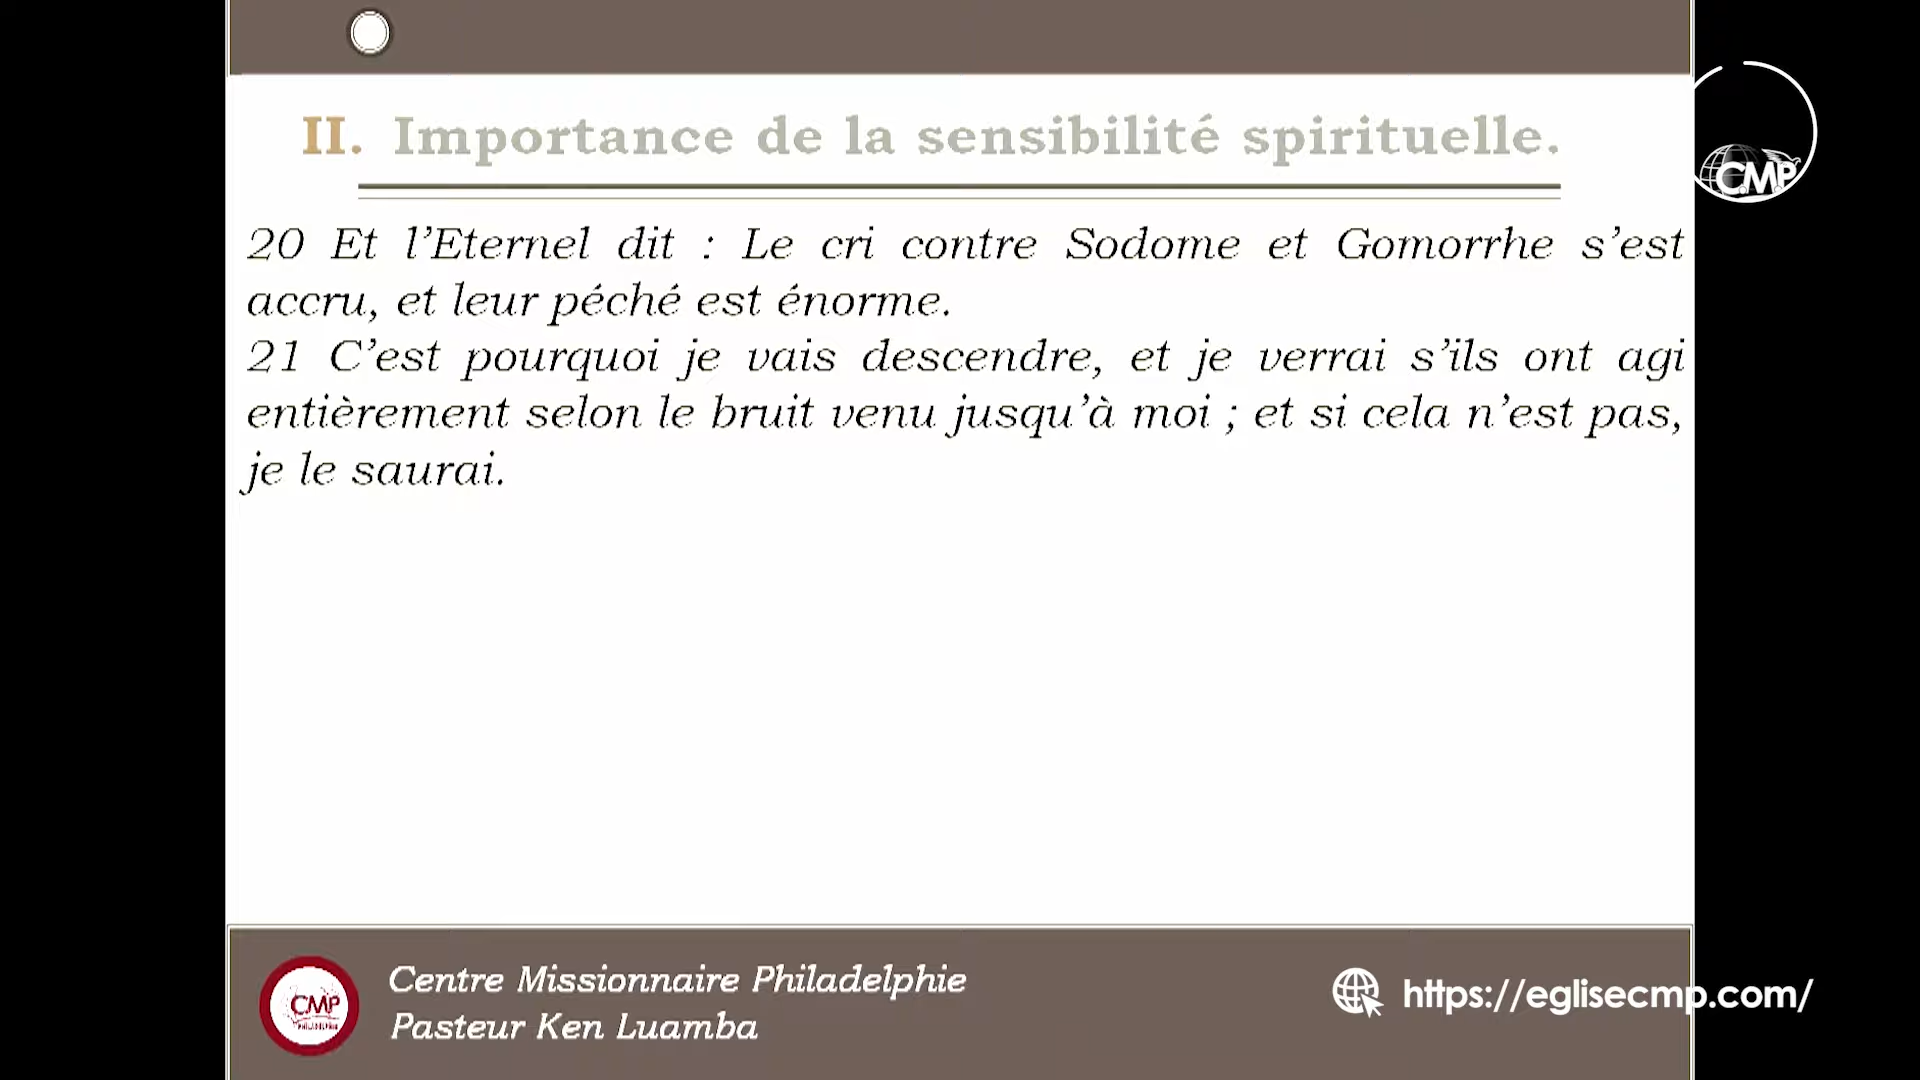 II. Importance de la sensibilité spirituelle.
CMP
20 Et l’Eternel dit : Le cri contre Sodome et Gomorrhe s’est
accru, et leur péché est énorme.
21 C’est pourquoi je vais descendre, et je verrai s’ils ont agi
entièrement selon le bruit venu jusqu’à moi ; et si cela n’est pas,
je le saurai.
CMP
PHILADELPHIE
Centre Missionnaire Philadelphie
Pasteur Ken Luamba
https://eglisecmp.com/